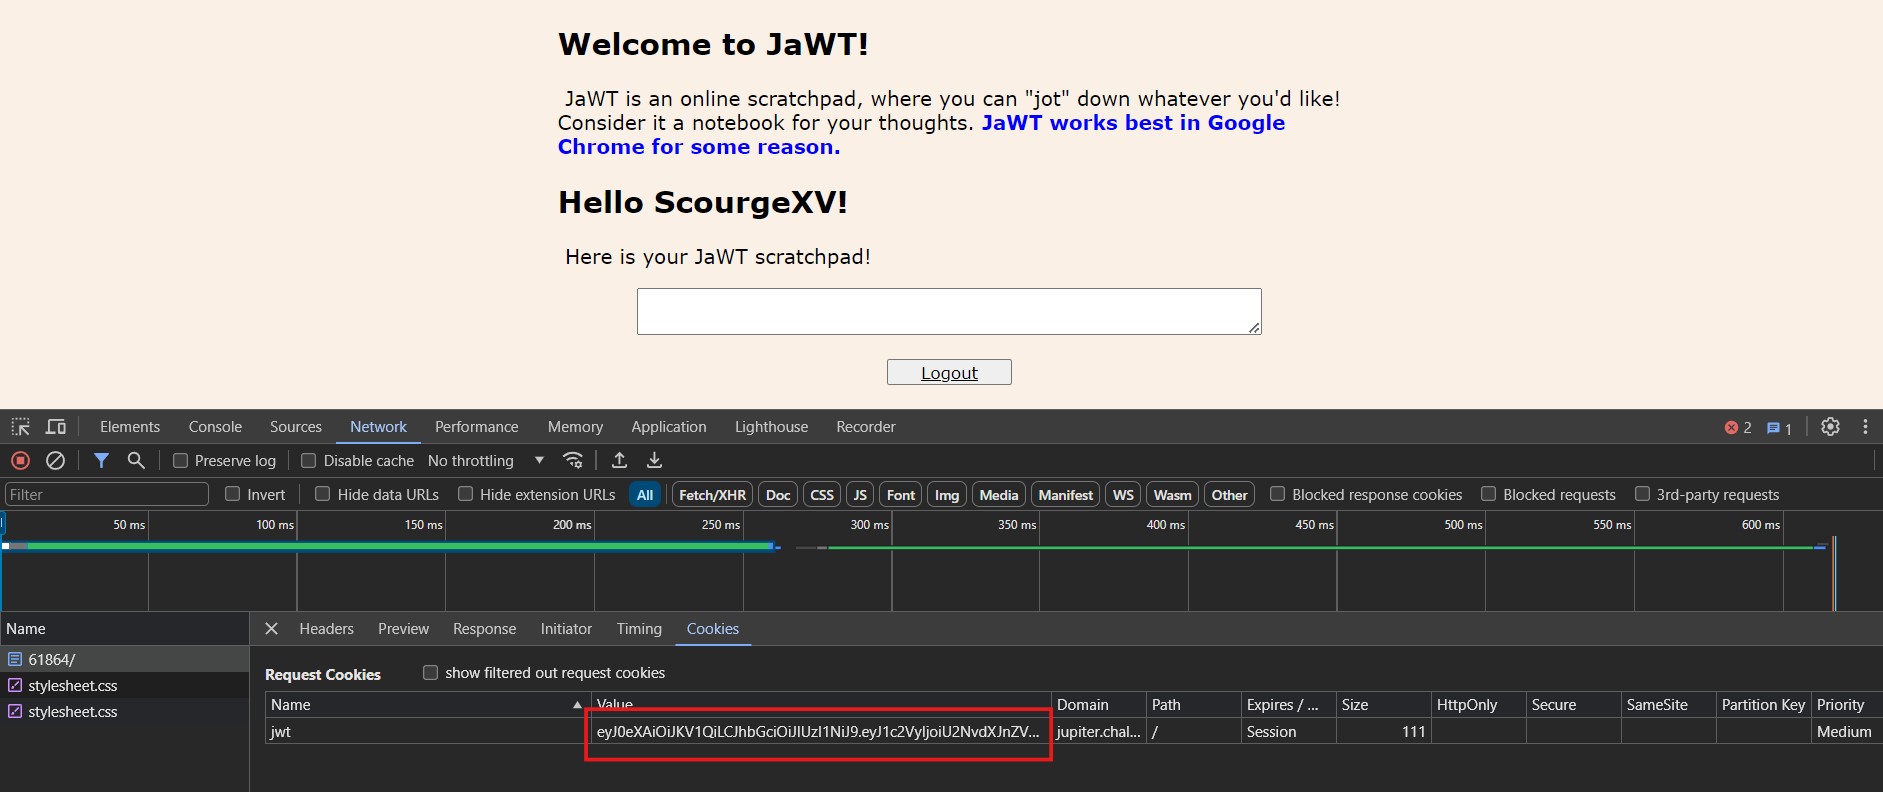 Welcome to JaWT!
JaWT is an online scratchpad, where you can "jot" down whatever you'd like!
Consider it a notebook for your thoughts. JaWT works best in Google
Chrome for some reason.
Hello ScourgeXV!
Here is your JaWT scratchpad!
Logout
Elements Console Sources Network Performance Memory Application Lighthouse Recorder 2 1
Preserve log Disable cache No throttling
Filter Invert Hide data URLs Hide extension URLs All Fetch/XHR Doc CSS JS Font Img Media Manifest WS Wasm Other Blocked response cookies Blocked requests 3rd-party requests
50 ms 100 ms 150 ms 200 ms 250 ms 300 ms 350 ms 400 ms 450 ms 500 ms 550 ms 600 ms
Name Headers Preview Response Initiator Timing Cookies
61864/
stylesheet.css
stylesheet.css
Request Cookies show filtered out request cookies
Name Value Domain Path Expires / ... Size HttpOnly Secure SameSite Partition Key Priority
jwt eyJ0eXAiOiJKV1QiLCJhbGciOiJIUzI1NiJ9.eyJ1c2VyIjoiU2NvdXJnZV... jupiter.chal... / Session 111 Medium